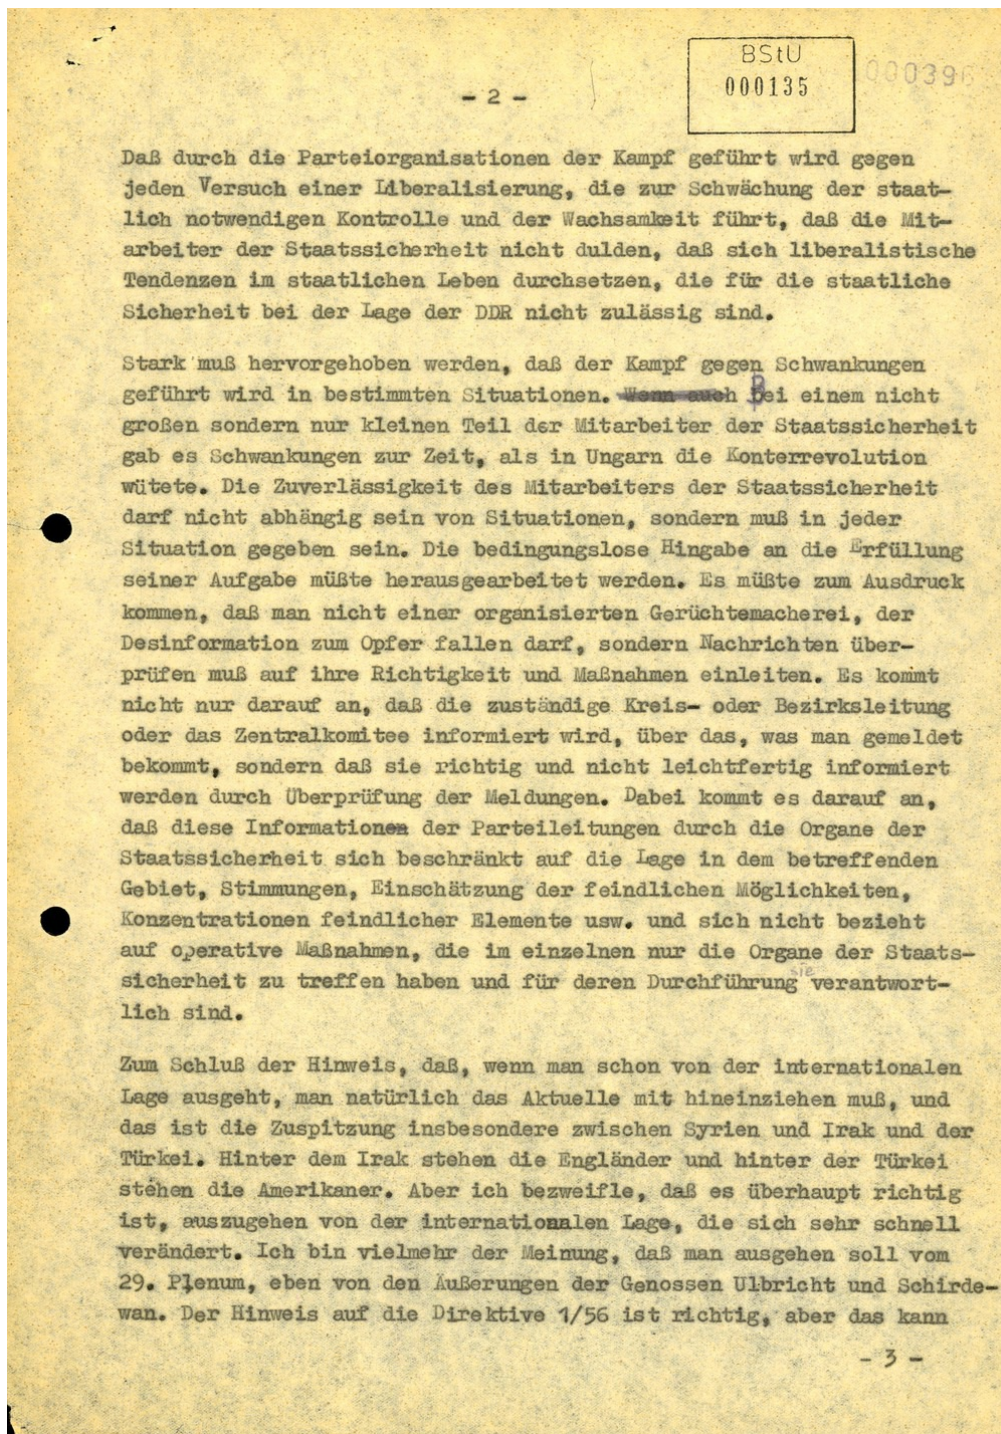 BStU
000135
000396
- 2 -
Daß durch die Parteiorganisationen der Kampf geführt wird gegen
jeden Versuch einer Liberalisierung, die zur Schwächung der staat-
lich notwendigen Kontrolle und der Wachsamkeit führt, daß die Mit-
arbeiter der Staatssicherheit nicht dulden, daß sich liberalistische
Tendenzen im staatlichen Leben durchsetzen, die für die staatliche
Sicherheit bei der Lage der DDR nicht zulässig sind.
Stark muß hervorgehoben werden, daß der Kampf gegen Schwankungen
geführt wird in bestimmten Situationen. Wenn auch Bei einem nicht
großen sondern nur kleinen Teil der Mitarbeiter der Staatssicherheit
gab es Schwankungen zur Zeit, als in Ungarn die Konterrevolution
wütete. Die Zuverlässigkeit des Mitarbeiters der Staatssicherheit
darf nicht abhängig sein von Situationen, sondern muß in jeder
Situation gegeben sein. Die bedingungslose Hingabe an die Erfüllung
seiner Aufgabe müßte herausgearbeitet werden. Es müßte zum Ausdruck
kommen, daß man nicht einer organisierten Gerüchtemacherei, der
Desinformation zum Opfer fallen darf, sondern Nachrichten über-
prüfen muß auf ihre Richtigkeit und Maßnahmen einleiten. Es kommt
nicht nur darauf an, daß die zuständige Kreis- oder Bezirksleitung
oder das Zentralkomitee informiert wird, über das, was man gemeldet
bekommt, sondern daß sie richtig und nicht leichtfertig informiert
werden durch Überprüfung der Meldungen. Dabei kommt es darauf an,
daß diese Informationen der Parteileitungen durch die Organe der
Staatssicherheit sich beschränkt auf die Lage in dem betreffenden
Gebiet, Stimmungen, Einschätzung der feindlichen Möglichkeiten,
Konzentrationen feindlicher Elemente usw. und sich nicht bezieht
auf operative Maßnahmen, die im einzelnen nur die Organe der Staats-
sicherheit zu treffen haben und für deren Durchführung sie verantwort-
lich sind.
Zum Schluß der Hinweis, daß, wenn man schon von der internationalen
Lage ausgeht, man natürlich das Aktuelle mit hineinziehen muß, und
das ist die Zuspitzung insbesondere zwischen Syrien und Irak und der
Türkei. Hinter dem Irak stehen die Engländer und hinter der Türkei
stehen die Amerikaner. Aber ich bezweifle, daß es überhaupt richtig
ist, auszugehen von der internationalen Lage, die sich sehr schnell
verändert. Ich bin vielmehr der Meinung, daß man ausgehen soll vom
29. Plenum, eben von den Äußerungen der Genossen Ulbricht und Schirde-
wan. Der Hinweis auf die Direktive 1/56 ist richtig, aber das kann
- 3 -